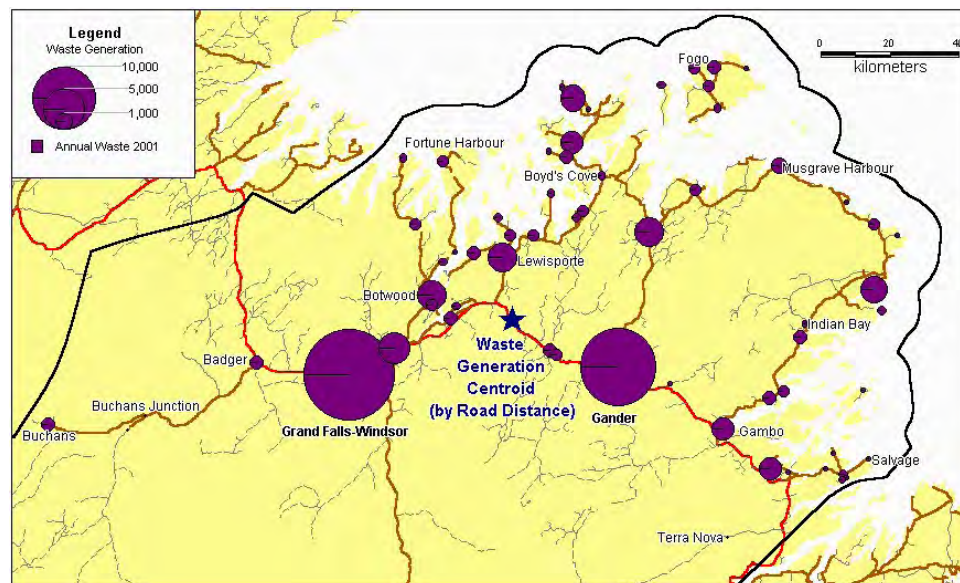 Legend
Waste Generation
10,000
5,000
1,000
Annual Waste 2001
0 20 40
kilometers
Fogo
Fortune Harbour
Boyd's Cove
Musgrave Harbour
Lewisporte
Botwood
Indian Bay
Waste
Generation
Centroid
(by Road Distance)
Badger
Buchans Junction
Buchans
Grand Falls-Windsor
Gander
Gambo
Salvage
Terra Nova